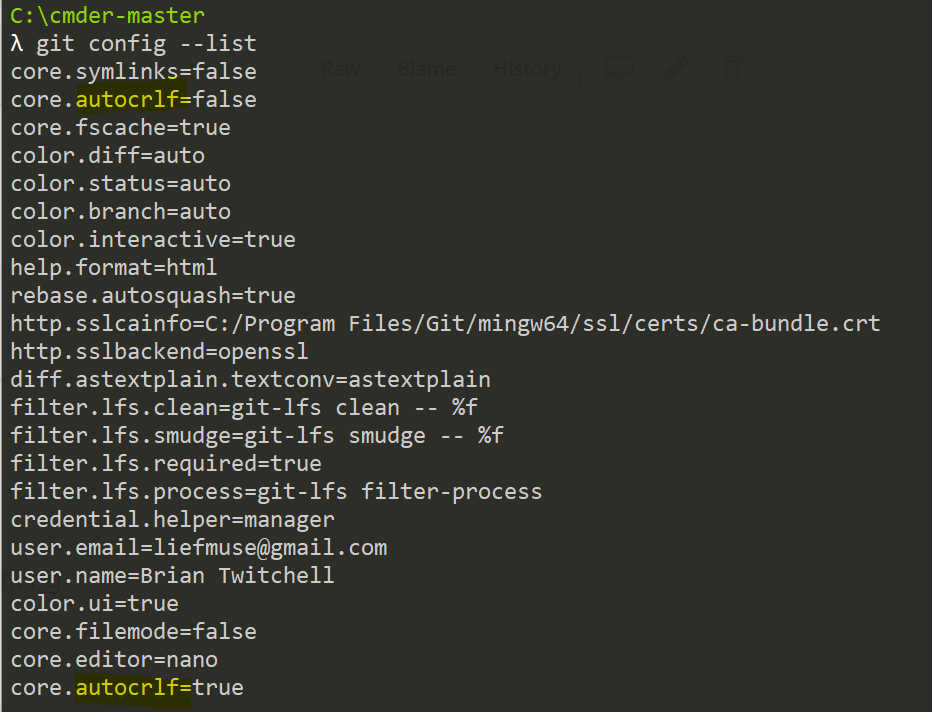 C:\cmder-master
λ git config --list
Raw Blame History
core.symlinks=false
core.autocrlf=false
core.fscache=true
color.diff=auto
color.status=auto
color.branch=auto
color.interactive=true
help.format=html
rebase.autosquash=true
http.sslcainfo=C:/Program Files/Git/mingw64/ssl/certs/ca-bundle.crt
http.sslbackend=openssl
diff.astextplain.textconv=astextplain
filter.lfs.clean=git-lfs clean -- %f
filter.lfs.smudge=git-lfs smudge -- %f
filter.lfs.required=true
filter.lfs.process=git-lfs filter-process
credential.helper=manager
user.email=liefmuse@gmail.com
user.name=Brian Twitchell
color.ui=true
core.filemode=false
core.editor=nano
core.autocrlf=true